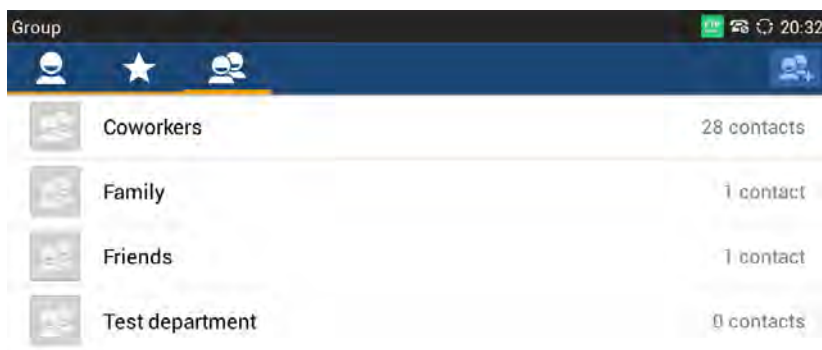 Group 20:32
Coworkers 28 contacts
Family 1 contact
Friends 1 contact
Test department 0 contacts